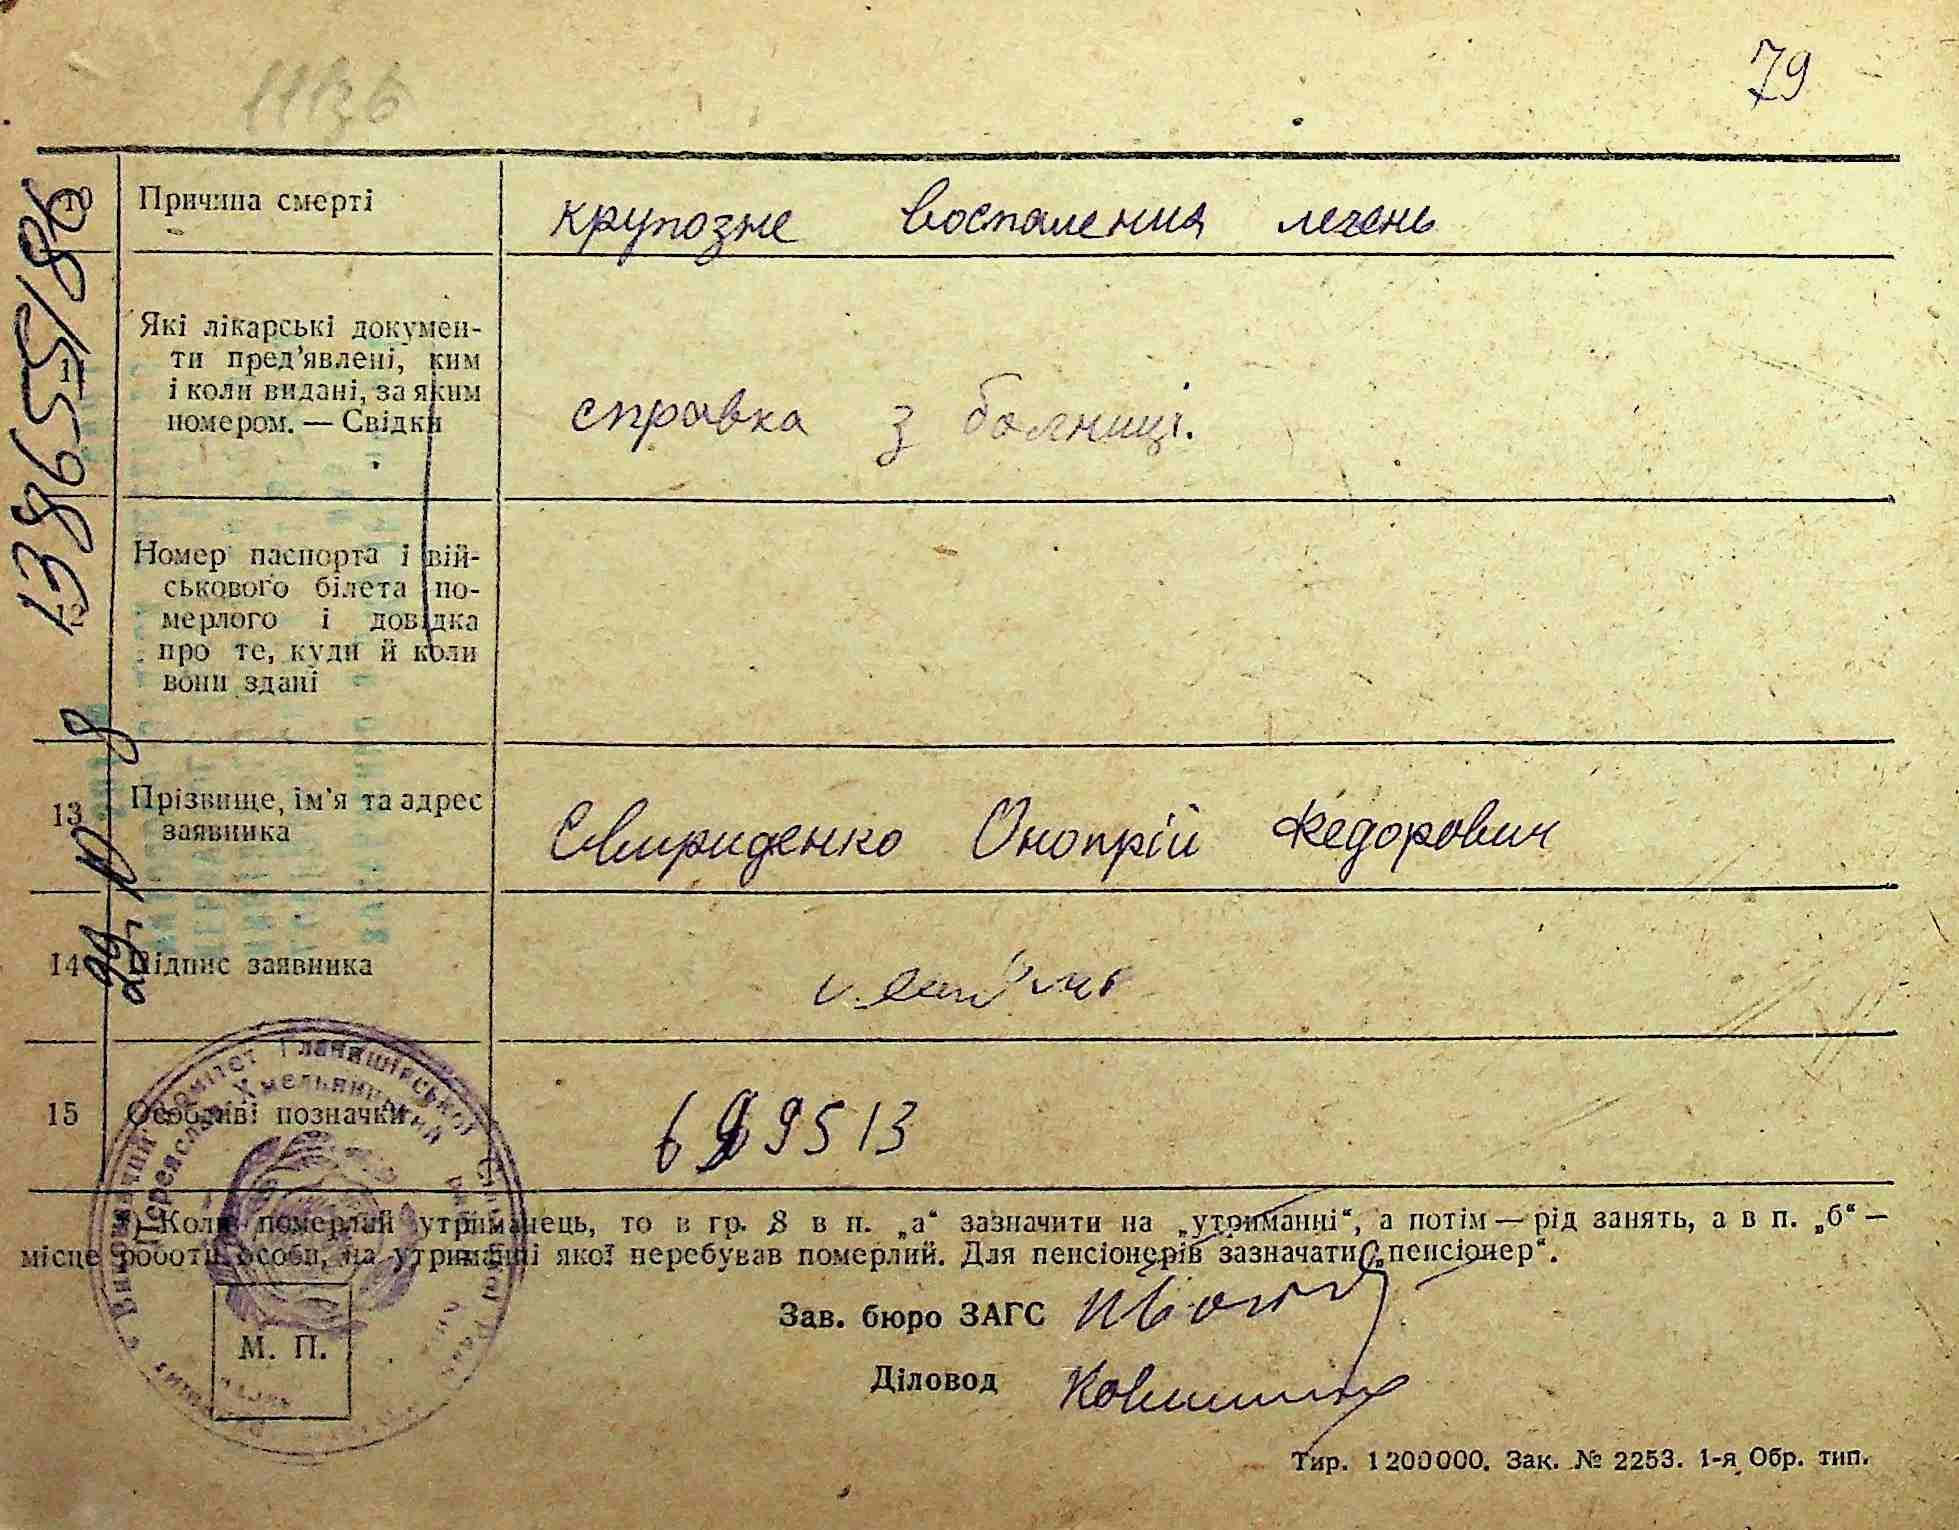 79
10
Причина смерті
крупозне воспаления легень
11
Які лікарські докумен-
ти пред'явлені, ким
і коли видані, за яким
номером. — Свідки
справка з болниці.
12
Номер паспорта і вій-
ськового білета по-
мерлого і довідка
про те, куди й коли
вони здані
13
Прізвище, ім'я та адрес
заявника
Свириденко Онопрій Федорович
14
Підпис заявника
15
Особливі позначки
*) Коли померлий утриманець, то в гр. 8 в п. „а“ зазначити на „утриманні“, а потім — рід занять, а в п. „б“ —
місце роботи особи, на утриманні якої перебував померлий. Для пенсіонерів зазначати „пенсіонер“.
Зав. бюро ЗАГС
Діловод
М. П.
Тир. 1200000. Зак. № 2253. 1-я Обр. тип.